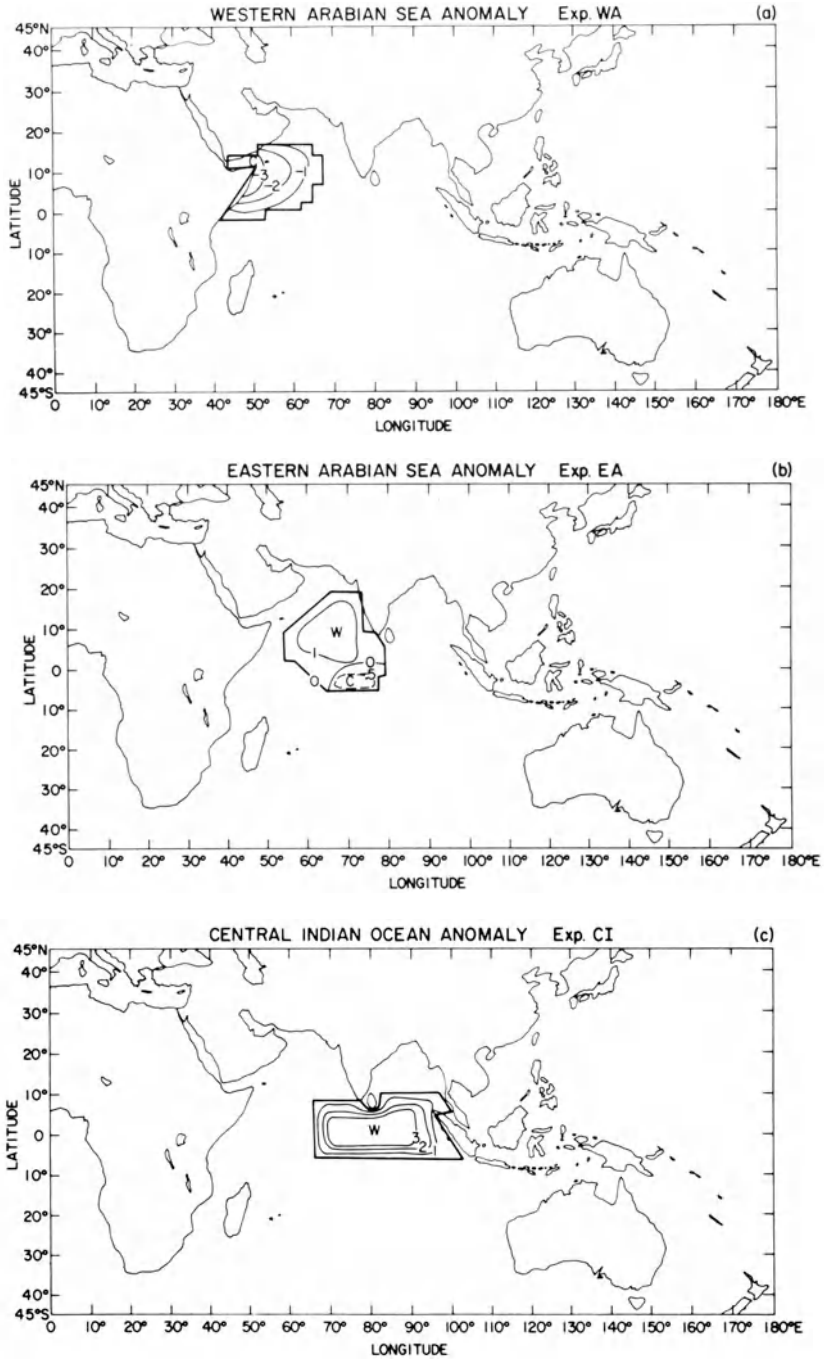 WESTERN ARABIAN SEA ANOMALY Exp. WA (a)
45°N
40°
30°
20°
10°
0
10°
20°
30°
40°
45°S
LATITUDE
-3
-2
-1
0 10° 20° 30° 40° 50° 60° 70° 80° 90° 100° 110° 120° 130° 140° 150° 160° 170° 180°E
LONGITUDE
EASTERN ARABIAN SEA ANOMALY Exp. EA (b)
45°N
40°
30°
20°
10°
0
10°
20°
30°
40°
45°S
LATITUDE
W
1
0
0
C
0 10° 20° 30° 40° 50° 60° 70° 80° 90° 100° 110° 120° 130° 140° 150° 160° 170° 180°E
LONGITUDE
CENTRAL INDIAN OCEAN ANOMALY Exp. CI (c)
45°N
40°
30°
20°
10°
0
10°
20°
30°
40°
45°S
LATITUDE
W
3
2
1
0 10° 20° 30° 40° 50° 60° 70° 80° 90° 100° 110° 120° 130° 140° 150° 160° 170° 180°E
LONGITUDE